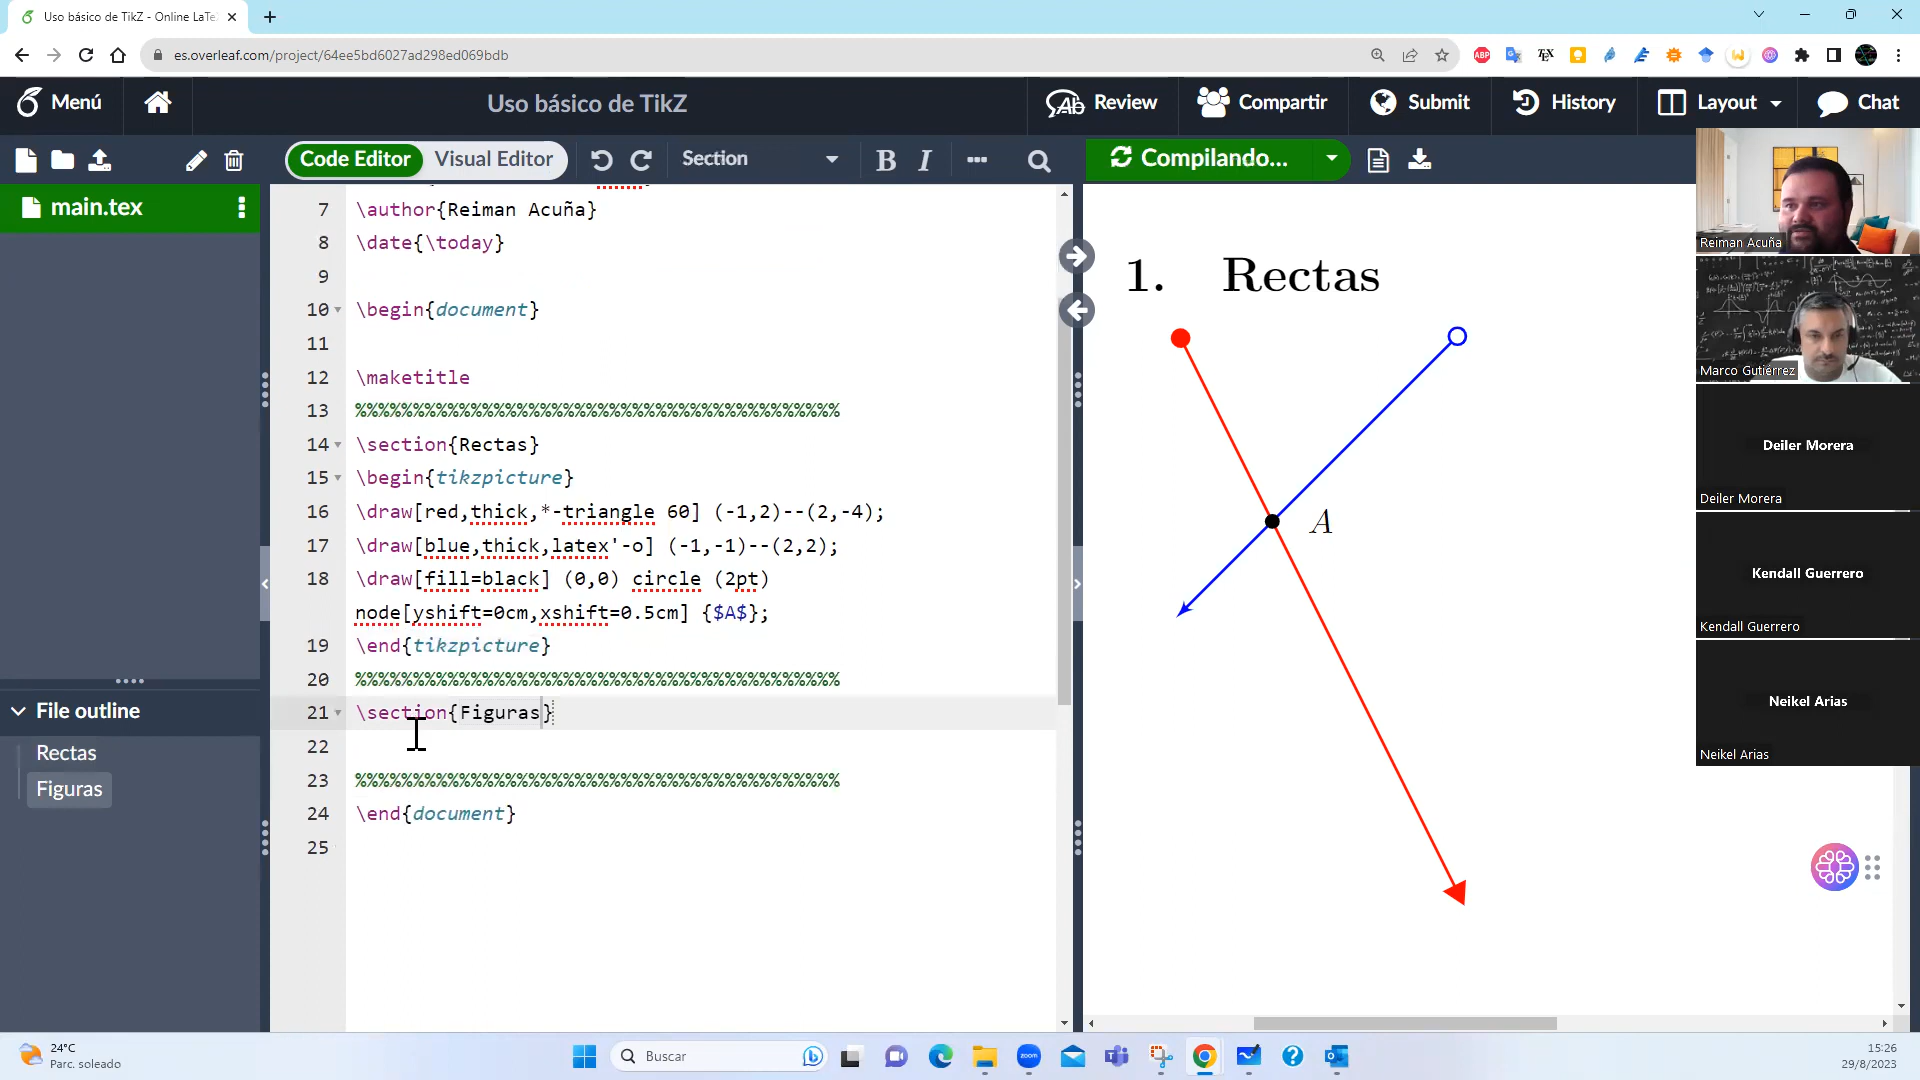 Uso básico de TikZ - Online LaTe
es.overleaf.com/project/64ee5bd6027ad298ed069bdb
ABP
TEX
Menú
Uso básico de TikZ
Review
Compartir
Submit
History
Layout
Chat
Code Editor
Visual Editor
Section
B
I
Compilando...
main.tex
7 \author{Reiman Acuña}
8 \date{\today}
9
10 \begin{document}
11
12 \maketitle
13 %%%%%%%%%%%%%%%%%%%%%%%%%%%%%%%%%%%%%%%%%%
14 \section{Rectas}
15 \begin{tikzpicture}
16 \draw[red,thick,*-triangle 60] (-1,2)--(2,-4);
17 \draw[blue,thick,latex'-o] (-1,-1)--(2,2);
18 \draw[fill=black] (0,0) circle (2pt)
node[yshift=0cm,xshift=0.5cm] {$A$};
19 \end{tikzpicture}
20 %%%%%%%%%%%%%%%%%%%%%%%%%%%%%%%%%%%%%%%%%%
21 \section{Figuras}
22
23 %%%%%%%%%%%%%%%%%%%%%%%%%%%%%%%%%%%%%%%%%%
24 \end{document}
25
File outline
Rectas
Figuras
1. Rectas
A
Reiman Acuña
Marco Gutiérrez
Deiler Morera
Deiler Morera
Kendall Guerrero
Kendall Guerrero
Neikel Arias
Neikel Arias
24°C
Parc. soleado
Buscar
zoom
15:26
29/8/2023